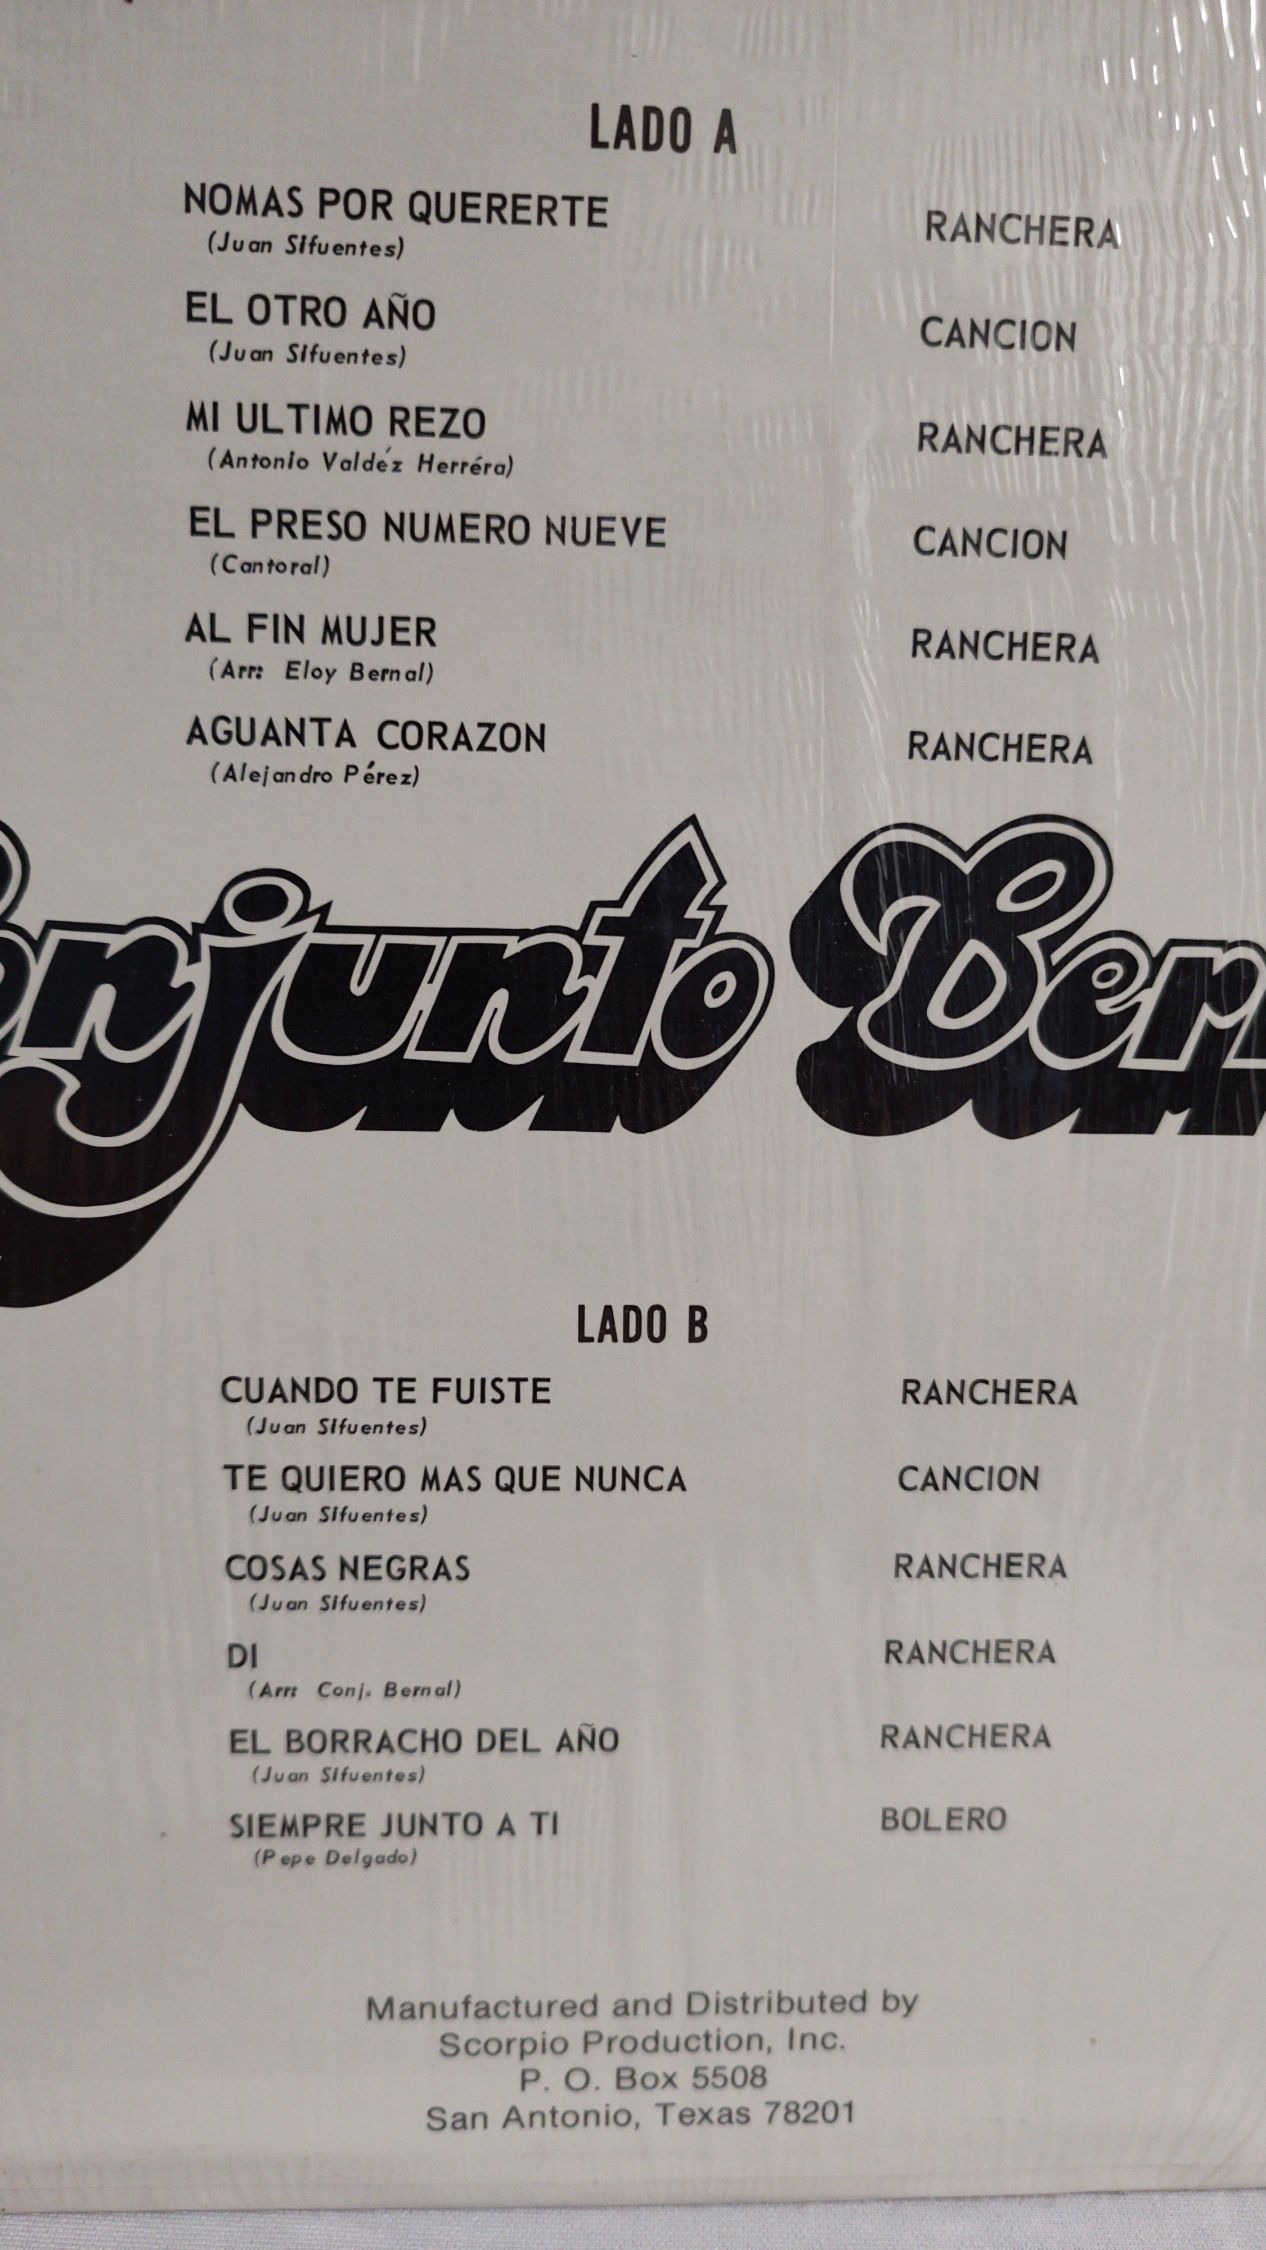 LADO A
NOMAS POR QUERERTE RANCHERA
(Juan Sifuentes)
EL OTRO AÑO CANCION
(Juan Sifuentes)
MI ULTIMO REZO RANCHERA
(Antonio Valdéz Herréra)
EL PRESO NUMERO NUEVE CANCION
(Cantoral)
AL FIN MUJER RANCHERA
(Arr: Eloy Bernal)
AGUANTA CORAZON RANCHERA
(Alejandro Pérez)
onjunto Bern
LADO B
CUANDO TE FUISTE RANCHERA
(Juan Sifuentes)
TE QUIERO MAS QUE NUNCA CANCION
(Juan Sifuentes)
COSAS NEGRAS RANCHERA
(Juan Sifuentes)
DI RANCHERA
(Arr: Conj. Bernal)
EL BORRACHO DEL AÑO RANCHERA
(Juan Sifuentes)
SIEMPRE JUNTO A TI BOLERO
(Pepe Delgado)
Manufactured and Distributed by
Scorpio Production, Inc.
P. O. Box 5508
San Antonio, Texas 78201